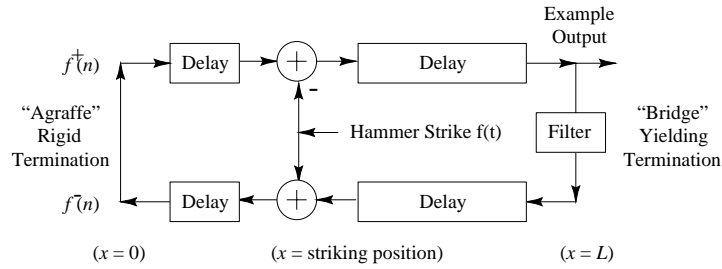 Example
Output
f⁺(n)
Delay
+
Delay
-
"Agraffe"
Rigid
Termination
Hammer Strike f(t)
Filter
"Bridge"
Yielding
Termination
f⁻(n)
Delay
+
Delay
(x = 0)
(x = striking position)
(x = L)